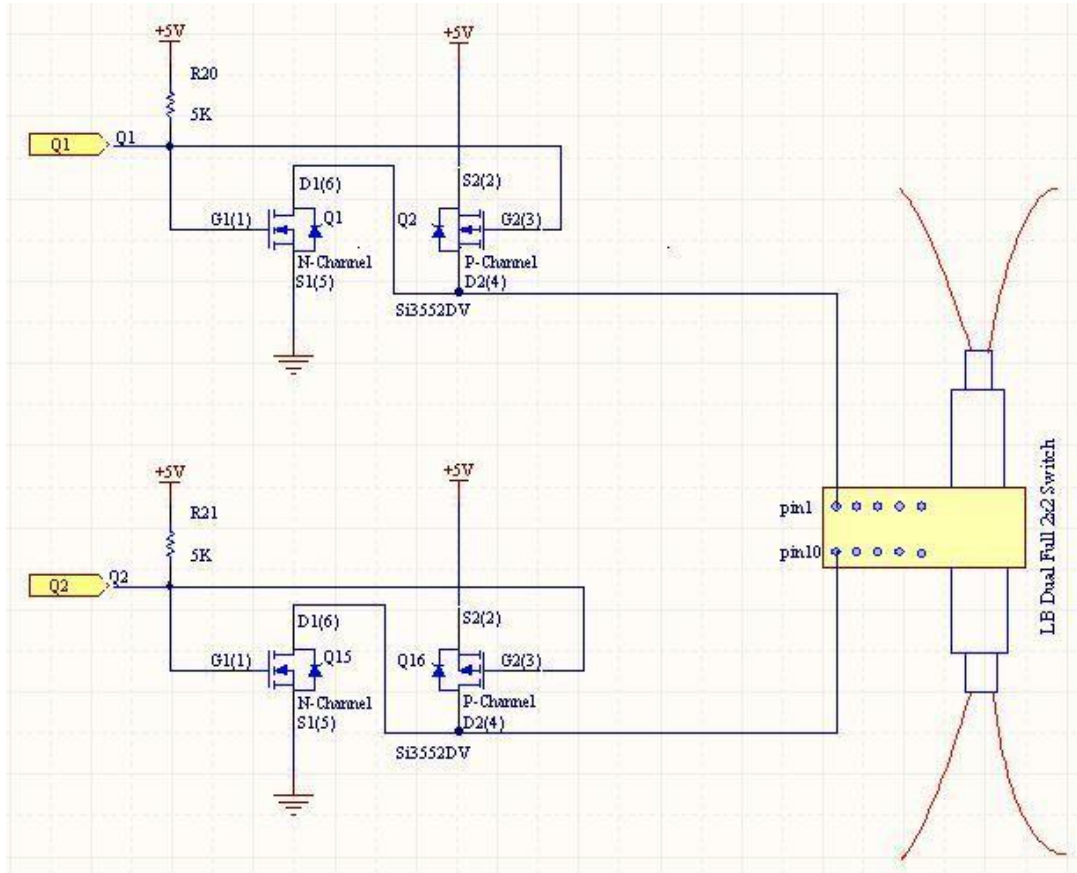 +5V
+5V
R20
5K
Q1
Q1
D1(6)
S2(2)
G1(1)
Q1
Q2
G2(3)
N-Channel
P-Channel
S1(5)
D2(4)
Si3552DV
+5V
+5V
R21
5K
Q2
Q2
D1(6)
S2(2)
G1(1)
Q15
Q16
G2(3)
N-Channel
P-Channel
S1(5)
D2(4)
Si3552DV
pin1
pin10
LB Dual Full 2x2 Switch